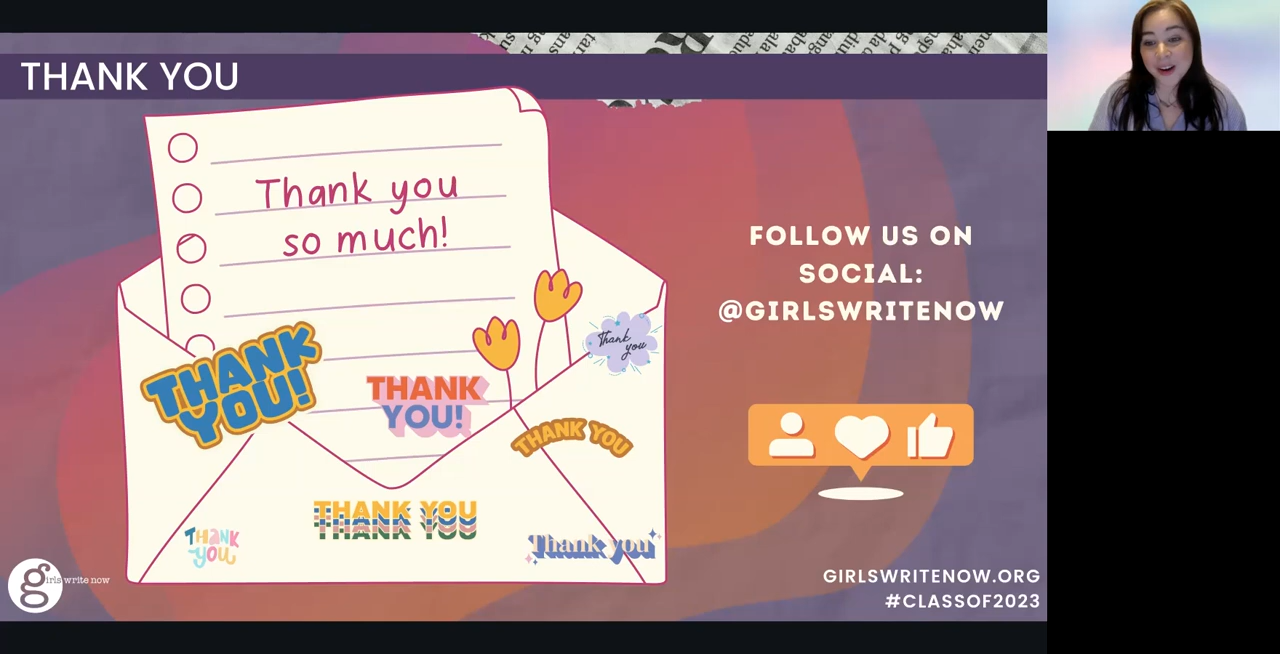 THANK YOU
Thank you
so much!
THANK
YOU!
THANK
YOU!
Thank
you
THANK YOU
THANK YOU
THANK YOU
THANK
YOU
Thank you
FOLLOW US ON
SOCIAL:
@GIRLSWRITENOW
g
girls write now
GIRLSWRITENOW.ORG
#CLASSOF2023